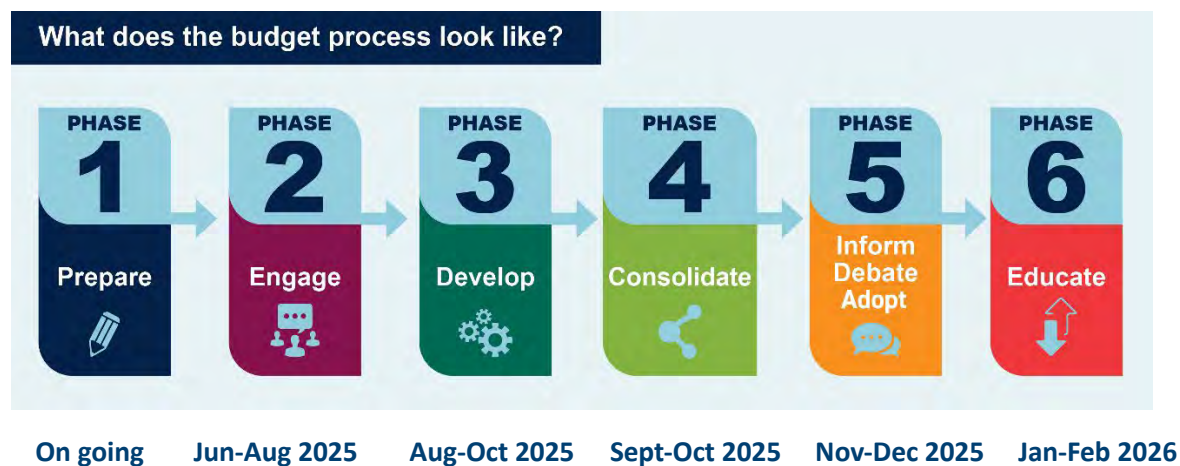 What does the budget process look like?
PHASE
1
Prepare
PHASE
2
Engage
PHASE
3
Develop
PHASE
4
Consolidate
PHASE
5
Inform
Debate
Adopt
PHASE
6
Educate
On going
Jun-Aug 2025
Aug-Oct 2025
Sept-Oct 2025
Nov-Dec 2025
Jan-Feb 2026